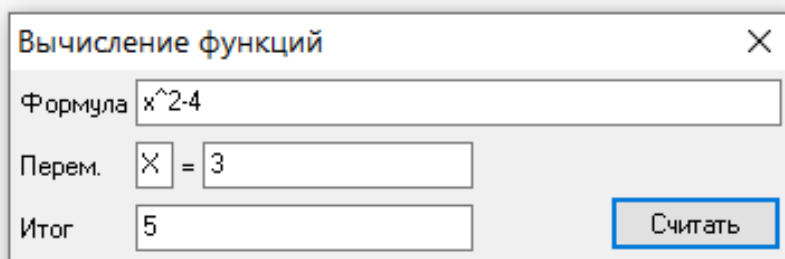 Вычисление функций
Формула x^2-4
Перем. X = 3
Итог 5 Считать